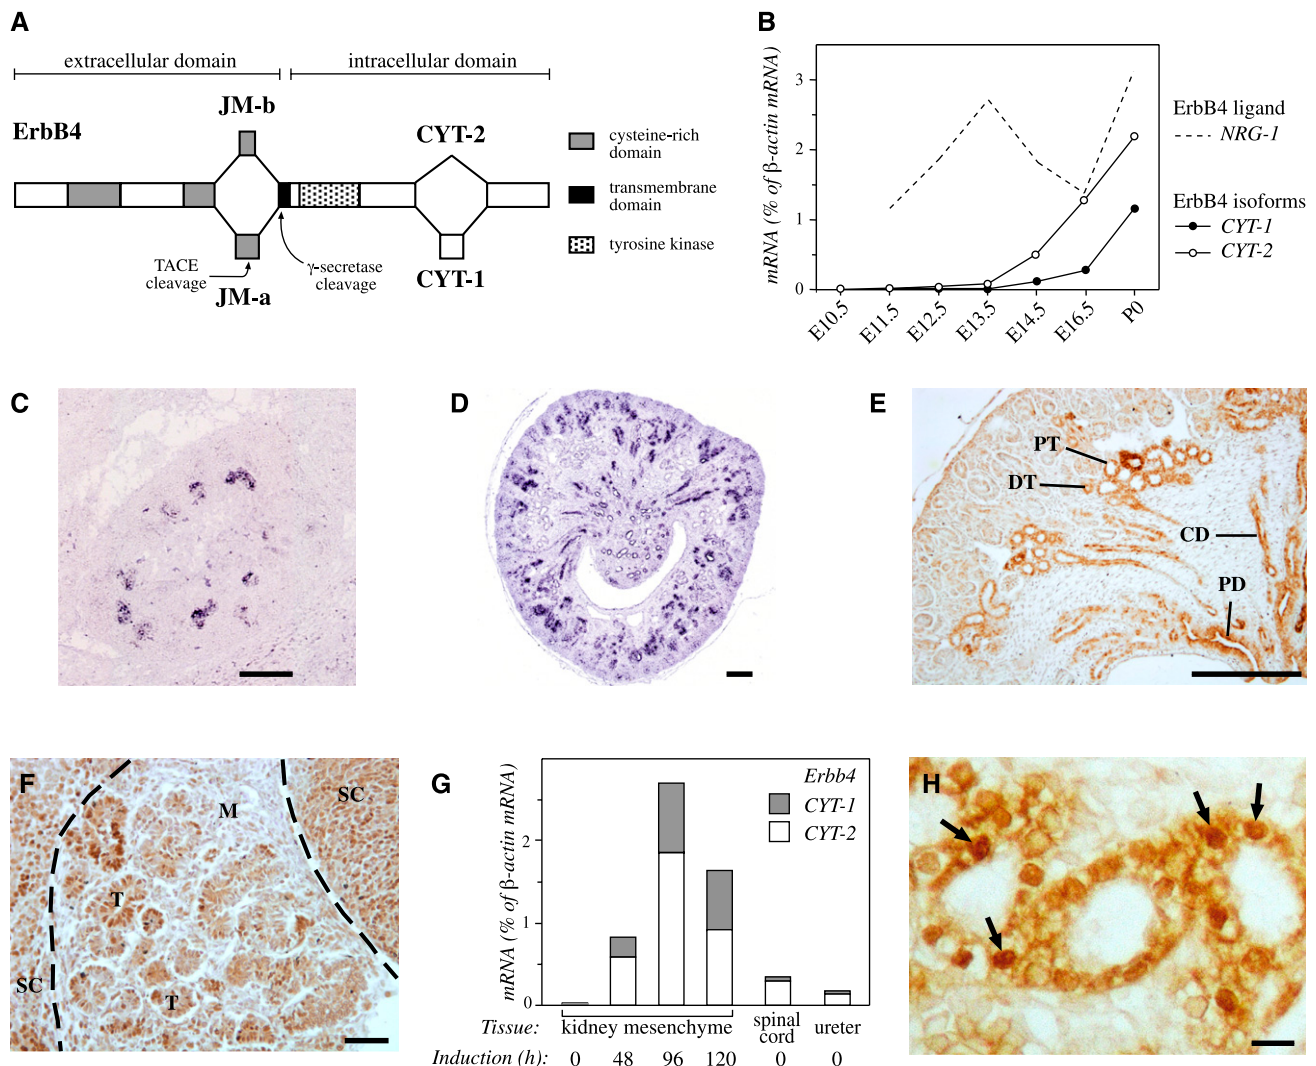 A
extracellular domain
intracellular domain
JM-b
ErbB4
CYT-2
TACE
cleavage
JM-a
γ-secretase
cleavage
CYT-1
cysteine-rich
domain
transmembrane
domain
tyrosine kinase
B
mRNA (% of β-actin mRNA)
3
2
1
0
E10.5
E11.5
E12.5
E13.5
E14.5
E16.5
P0
ErbB4 ligand
NRG-1
ErbB4 isoforms
CYT-1
CYT-2
C
D
E
PT
DT
CD
PD
F
SC
M
T
SC
T
G
mRNA (% of β-actin mRNA)
2
1
0
Erbb4
CYT-1
CYT-2
Tissue: kidney mesenchyme spinal cord ureter
Induction (h): 0 48 96 120 0 0
H